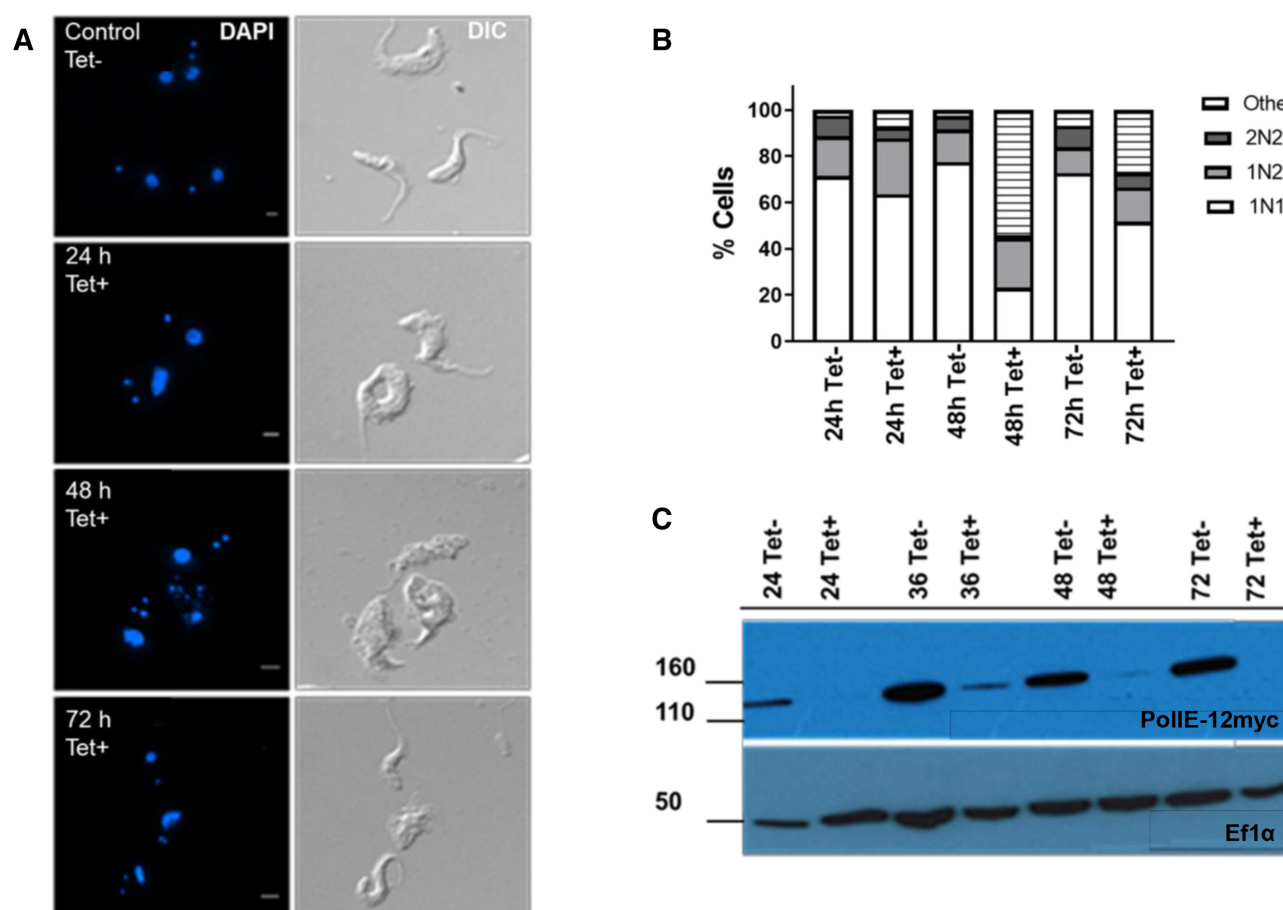 A
Control
Tet-
DAPI
DIC
24 h
Tet+
48 h
Tet+
72 h
Tet+
B
% Cells
100
80
60
40
20
0
24h Tet-
24h Tet+
48h Tet-
48h Tet+
72h Tet-
72h Tet+
Othe
2N2
1N2
1N1
C
24 Tet-
24 Tet+
36 Tet-
36 Tet+
48 Tet-
48 Tet+
72 Tet-
72 Tet+
160
110
PolIE-12myc
50
Ef1α